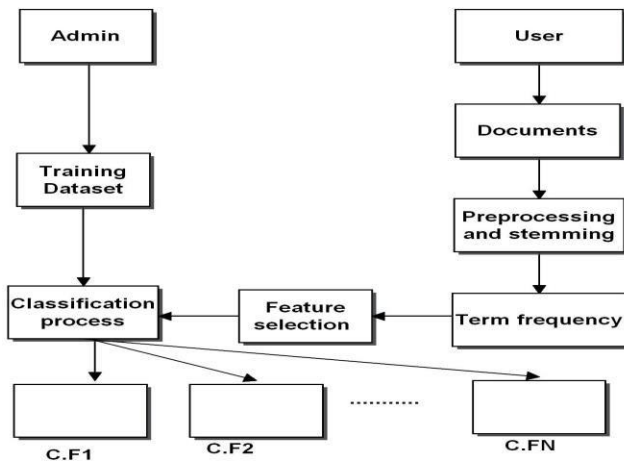 Admin
User
Documents
Training
Dataset
Preprocessing
and stemming
Classification
process
Feature
selection
Term frequency
C.F1
C.F2
C.FN